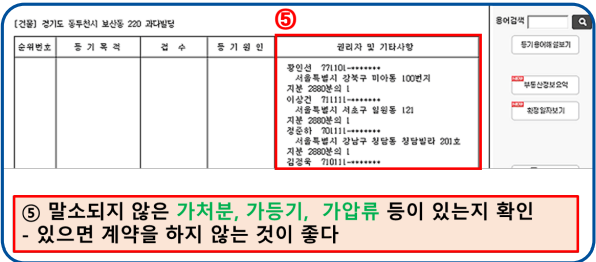 ⑤
[건물] 경기도 동두천시 보산동 220 과다빌딩
용어검색
순위번호 등 기 목 적 접 수 등 기 원 인 권리자 및 기타사항
등기용어해설보기
황인선 771101-*******
서울특별시 강북구 미아동 100번지
지분 2880분의 1
이상건 711111-*******
서울특별시 서초구 일원동 121
지분 2880분의 1
정준하 701111-*******
서울특별시 강남구 청담동 청담빌라 201호
지분 2880분의 1
김경욱 710111-*******
부동산정보요약
확정일자보기
⑤ 말소되지 않은 가처분, 가등기, 가압류 등이 있는지 확인
- 있으면 계약을 하지 않는 것이 좋다